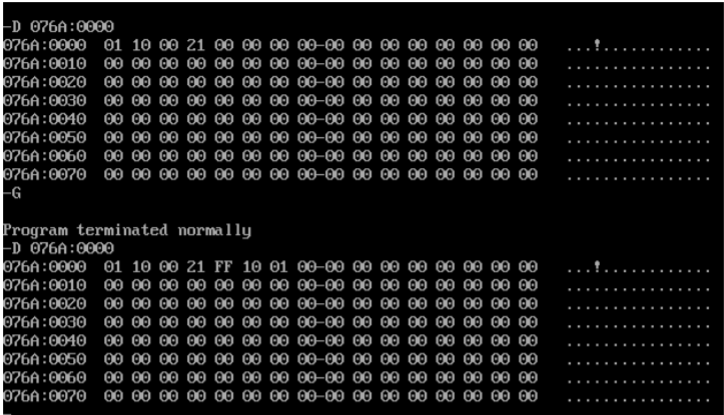 -D 076A:0000
076A:0000  01 10 00 21 00 00 00 00-00 00 00 00 00 00 00 00   ...!............
076A:0010  00 00 00 00 00 00 00 00-00 00 00 00 00 00 00 00   ................
076A:0020  00 00 00 00 00 00 00 00-00 00 00 00 00 00 00 00   ................
076A:0030  00 00 00 00 00 00 00 00-00 00 00 00 00 00 00 00   ................
076A:0040  00 00 00 00 00 00 00 00-00 00 00 00 00 00 00 00   ................
076A:0050  00 00 00 00 00 00 00 00-00 00 00 00 00 00 00 00   ................
076A:0060  00 00 00 00 00 00 00 00-00 00 00 00 00 00 00 00   ................
076A:0070  00 00 00 00 00 00 00 00-00 00 00 00 00 00 00 00   ................
-G
Program terminated normally
-D 076A:0000
076A:0000  01 10 00 21 FF 10 01 00-00 00 00 00 00 00 00 00   ...!............
076A:0010  00 00 00 00 00 00 00 00-00 00 00 00 00 00 00 00   ................
076A:0020  00 00 00 00 00 00 00 00-00 00 00 00 00 00 00 00   ................
076A:0030  00 00 00 00 00 00 00 00-00 00 00 00 00 00 00 00   ................
076A:0040  00 00 00 00 00 00 00 00-00 00 00 00 00 00 00 00   ................
076A:0050  00 00 00 00 00 00 00 00-00 00 00 00 00 00 00 00   ................
076A:0060  00 00 00 00 00 00 00 00-00 00 00 00 00 00 00 00   ................
076A:0070  00 00 00 00 00 00 00 00-00 00 00 00 00 00 00 00   ................